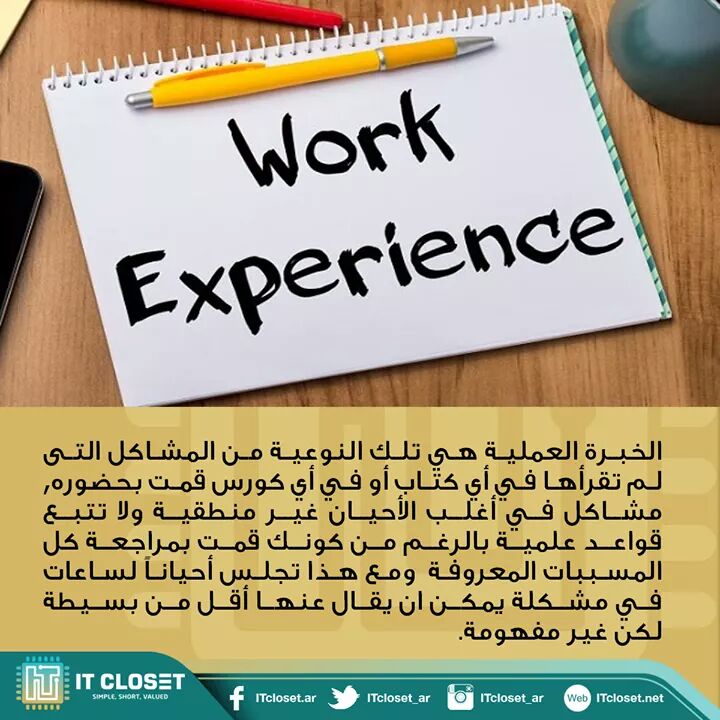 Work
Experience
الخبرة العملية هي تلك النوعية من المشاكل التى
لم تقرأها في أي كتاب أو في أي كورس قمت بحضوره,
مشاكل في أغلب الأحيان غير منطقية ولا تتبع
قواعد علمية بالرغم من كونك قمت بمراجعة كل
المسببات المعروفة ومع هذا تجلس أحياناً لساعات
في مشكلة يمكن ان يقال عنها أقل من بسيطة
لكن غير مفهومة.
IT CLOSET
SIMPLE, SHORT, VALUED
ITcloset.ar ITcloset_ar ITcloset_ar Web ITcloset.net